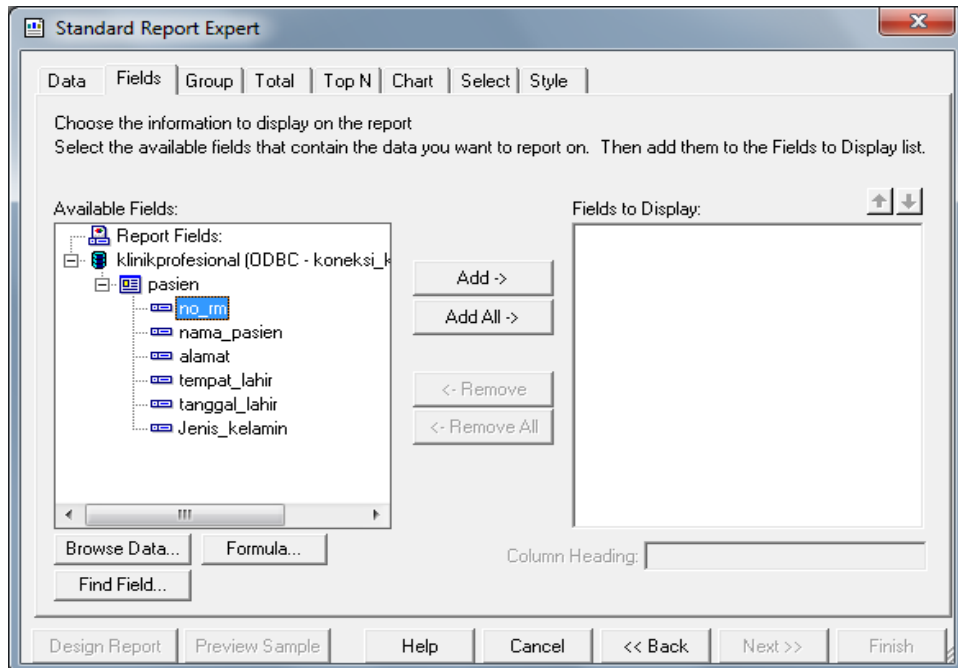 Standard Report Expert
Data Fields Group Total Top N Chart Select Style
Choose the information to display on the report
Select the available fields that contain the data you want to report on. Then add them to the Fields to Display list.
Available Fields:
Fields to Display:
Report Fields:
klinikprofesional (ODBC - koneksi_k
pasien
no_rm
nama_pasien
alamat
tempat_lahir
tanggal_lahir
Jenis_kelamin
Add ->
Add All ->
<- Remove
<- Remove All
Browse Data... Formula...
Find Field...
Column Heading:
Design Report Preview Sample Help Cancel << Back Next >> Finish